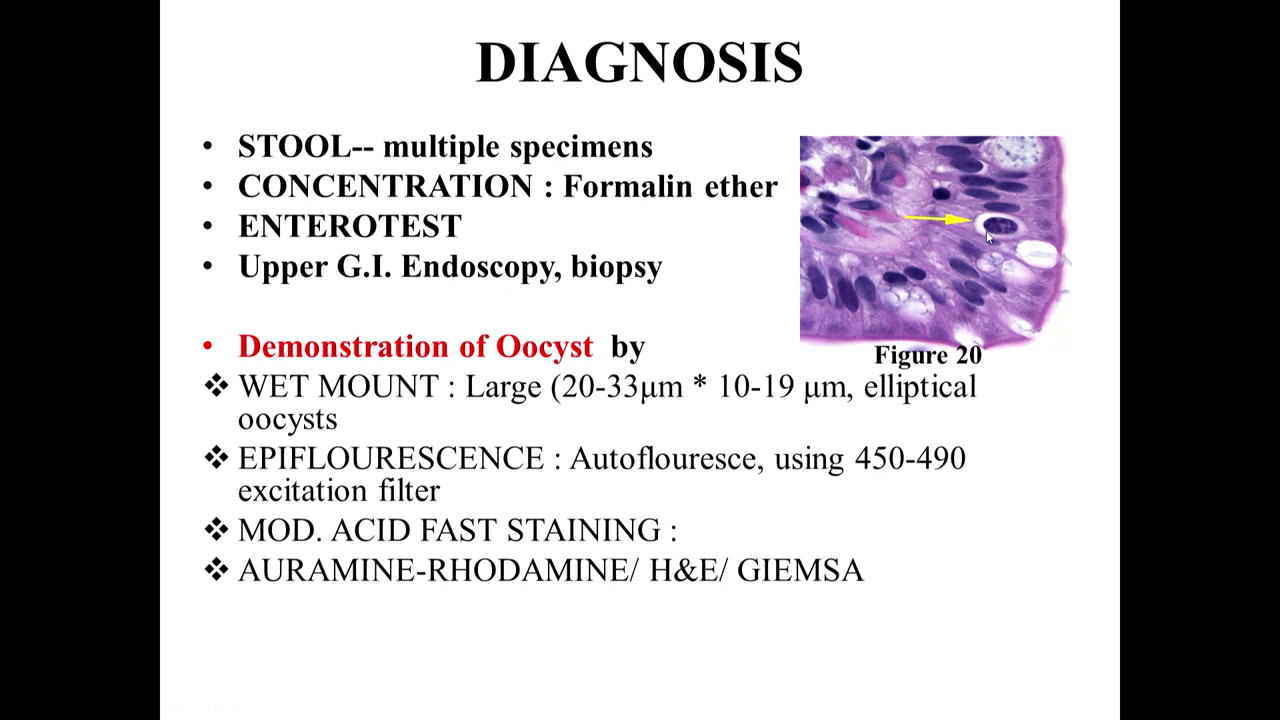 DIAGNOSIS
• STOOL-- multiple specimens
• CONCENTRATION : Formalin ether
• ENTEROTEST
• Upper G.I. Endoscopy, biopsy
Figure 20
• Demonstration of Oocyst by
❖ WET MOUNT : Large (20-33μm * 10-19 μm, elliptical
oocysts
❖ EPIFLOURESCENCE : Autoflouresce, using 450-490
excitation filter
❖ MOD. ACID FAST STAINING :
❖ AURAMINE-RHODAMINE/ H&E/ GIEMSA